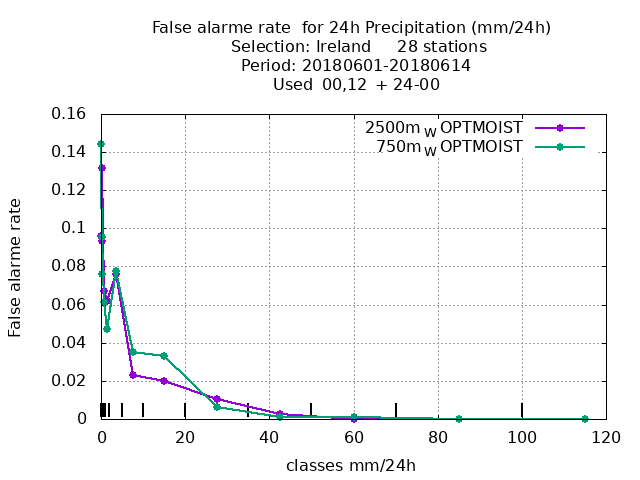 False alarme rate  for 24h Precipitation (mm/24h)
Selection: Ireland     28 stations
Period: 20180601-20180614
Used  00,12  + 24-00
2500m_W OPTMOIST
750m_W OPTMOIST
False alarme rate
0.16
0.14
0.12
0.1
0.08
0.06
0.04
0.02
0
0 20 40 60 80 100 120
classes mm/24h